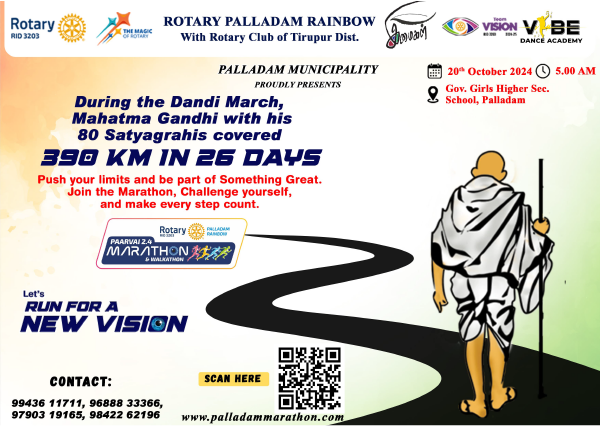 Rotary
RID 3203
THE MAGIC
OF ROTARY
ROTARY PALLADAM RAINBOW
With Rotary Club of Tirupur Dist.
Team
VISION
VIBE
DANCE ACADEMY
PALLADAM MUNICIPALITY
PROUDLY PRESENTS
20th October 2024
5.00 AM
Gov. Girls Higher Sec.
School, Palladam
During the Dandi March,
Mahatma Gandhi with his
80 Satyagrahis covered
390 KM IN 26 DAYS
Push your limits and be part of Something Great.
Join the Marathon, Challenge yourself,
and make every step count.
Rotary
RID 3203
PALLADAM
RAINBOW
PAARVAI 2.4
MARATHON
& WALKATHON
Let's
RUN FOR A
NEW VISION
CONTACT:
99436 11711, 96888 33366,
97903 19165, 98422 62196
SCAN HERE
www.palladammarathon.com